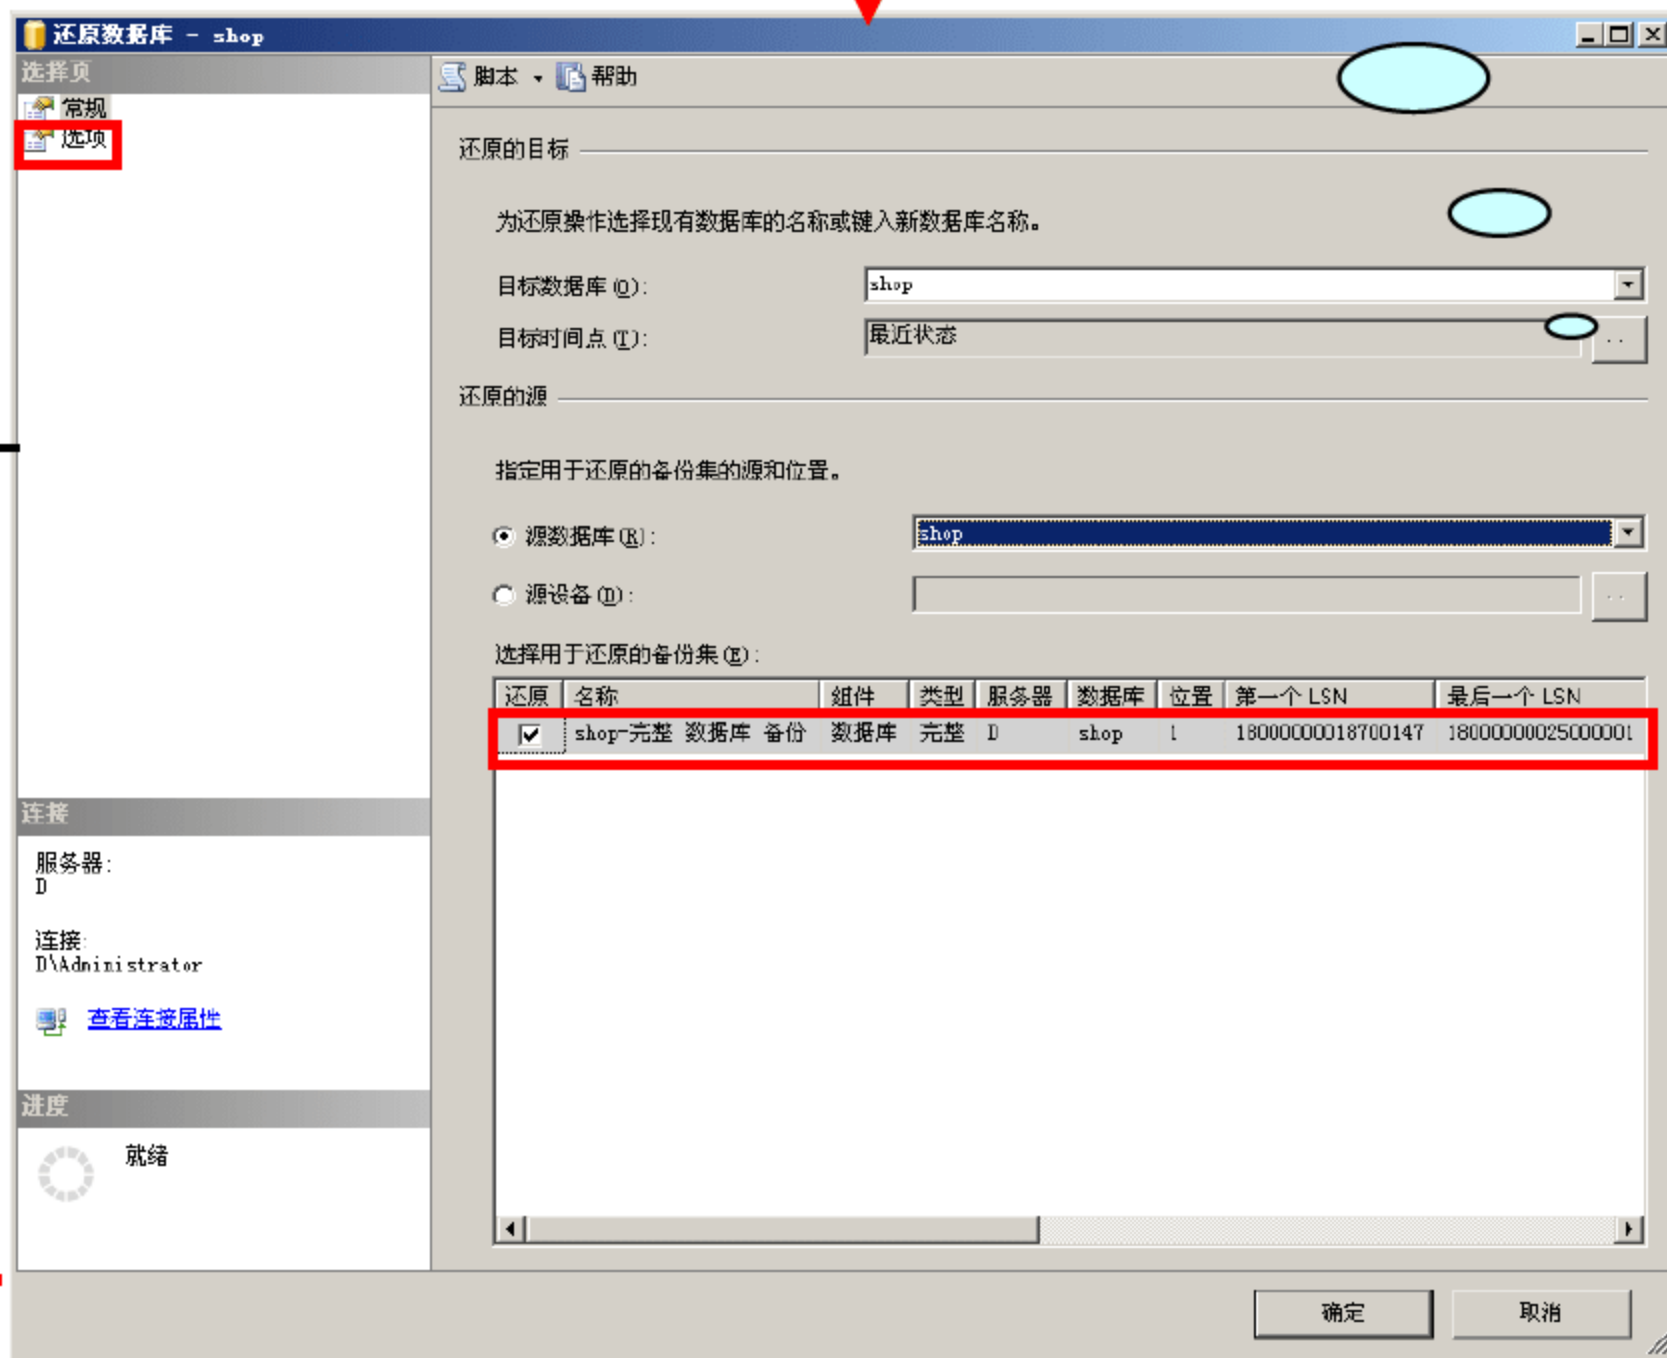 还原数据库 - shop
选择页
常规
选项
脚本 帮助
还原的目标
为还原操作选择现有数据库的名称或键入新数据库名称。
目标数据库(O): shop
目标时间点(T): 最近状态 ..
还原的源
指定用于还原的备份集的源和位置。
源数据库(R): shop
源设备(D): ..
选择用于还原的备份集(E):
还原 名称 组件 类型 服务器 数据库 位置 第一个 LSN 最后一个 LSN
shop-完整 数据库 备份 数据库 完整 D shop 1 18000000018700147 18000000025000001
连接
服务器:
D
连接:
D\Administrator
查看连接属性
进度
就绪
确定 取消